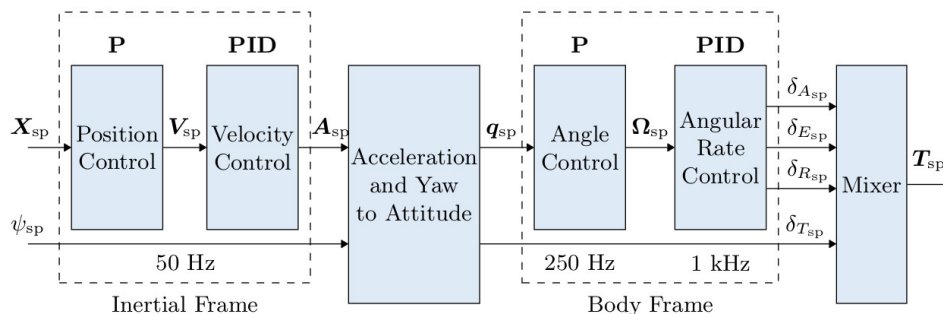 P
PID
P
PID
X_sp
Position
Control
V_sp
Velocity
Control
A_sp
Acceleration
and Yaw
to Attitude
q_sp
Angle
Control
Ω_sp
Angular
Rate
Control
δ_A_sp
δ_E_sp
δ_R_sp
δ_T_sp
Mixer
T_sp
ψ_sp
50 Hz
250 Hz
1 kHz
Inertial Frame
Body Frame